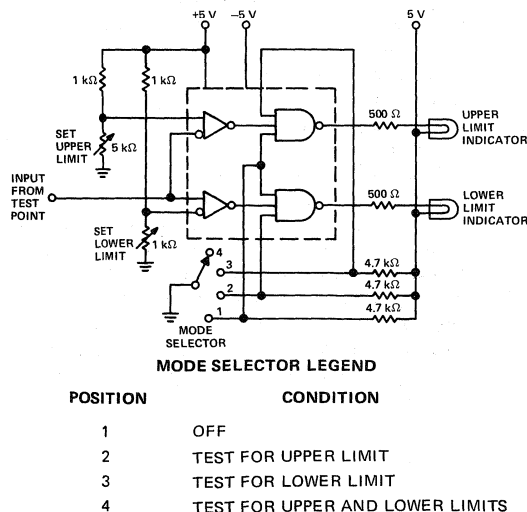 +5 V
–5 V
5 V
1 kΩ
1 kΩ
500 Ω
UPPER
LIMIT
INDICATOR
SET
UPPER
LIMIT
5 kΩ
INPUT
FROM
TEST
POINT
500 Ω
LOWER
LIMIT
INDICATOR
SET
LOWER
LIMIT
1 kΩ
4
3
4.7 kΩ
2
4.7 kΩ
1
4.7 kΩ
MODE
SELECTOR
MODE SELECTOR LEGEND
POSITION CONDITION
1 OFF
2 TEST FOR UPPER LIMIT
3 TEST FOR LOWER LIMIT
4 TEST FOR UPPER AND LOWER LIMITS